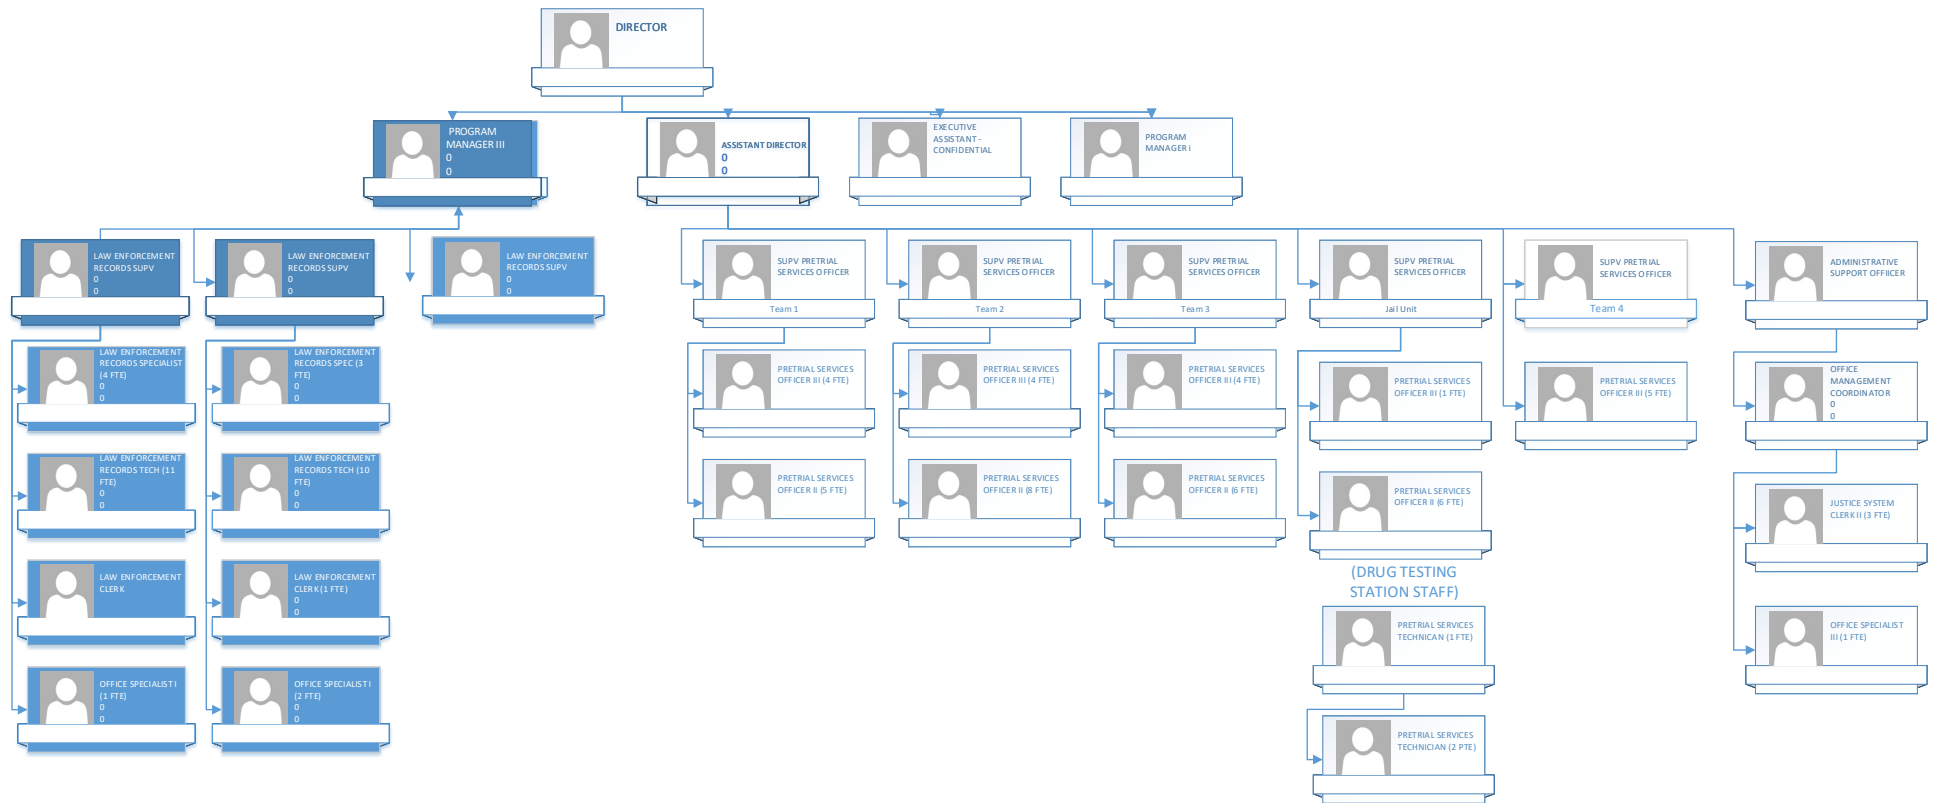 DIRECTOR
PROGRAM
MANAGER III
0
0
ASSISTANT DIRECTOR
0
0
EXECUTIVE
ASSISTANT -
CONFIDENTIAL
PROGRAM
MANAGER i
LAW ENFORCEMENT
RECORDS SUPV
0
0
LAW ENFORCEMENT
RECORDS SUPV
0
0
LAW ENFORCEMENT
RECORDS SUPV
0
0
SUPV PRETRIAL
SERVICES OFFICER
Team 1
SUPV PRETRIAL
SERVICES OFFICER
Team 2
SUPV PRETRIAL
SERVICES OFFICER
Team 3
SUPV PRETRIAL
SERVICES OFFICER
Jail Unit
SUPV PRETRIAL
SERVICES OFFICER
Team 4
ADMINISTRATIVE
SUPPORT OFFIICER
LAW ENFORCEMENT
RECORDS SPECIALIST
(4 FTE)
0
0
LAW ENFORCEMENT
RECORDS SPEC (3
FTE)
0
0
PRETRIAL SERVICES
OFFICER III (4 FTE)
PRETRIAL SERVICES
OFFICER III (4 FTE)
PRETRIAL SERVICES
OFFICER III (4 FTE)
PRETRIAL SERVICES
OFFICER III (1 FTE)
PRETRIAL SERVICES
OFFICER III (5 FTE)
OFFICE
MANAGEMENT
COORDINATOR
0
0
LAW ENFORCEMENT
RECORDS TECH (11
FTE)
0
0
LAW ENFORCEMENT
RECORDS TECH (10
FTE)
0
0
PRETRIAL SERVICES
OFFICER II (5 FTE)
PRETRIAL SERVICES
OFFICER II (8 FTE)
PRETRIAL SERVICES
OFFICER II (6 FTE)
PRETRIAL SERVICES
OFFICER II (6 FTE)
JUSTICE SYSTEM
CLERK II (3 FTE)
LAW ENFORCEMENT
CLERK
LAW ENFORCEMENT
CLERK (1 FTE)
0
0
(DRUG TESTING
STATION STAFF)
PRETRIAL SERVICES
TECHNICAN (1 FTE)
OFFICE SPECIALIST
III (1 FTE)
OFFICE SPECIALIST I
(1 FTE)
0
0
OFFICE SPECIALIST I
(2 FTE)
0
0
PRETRIAL SERVICES
TECHNICIAN (2 PTE)